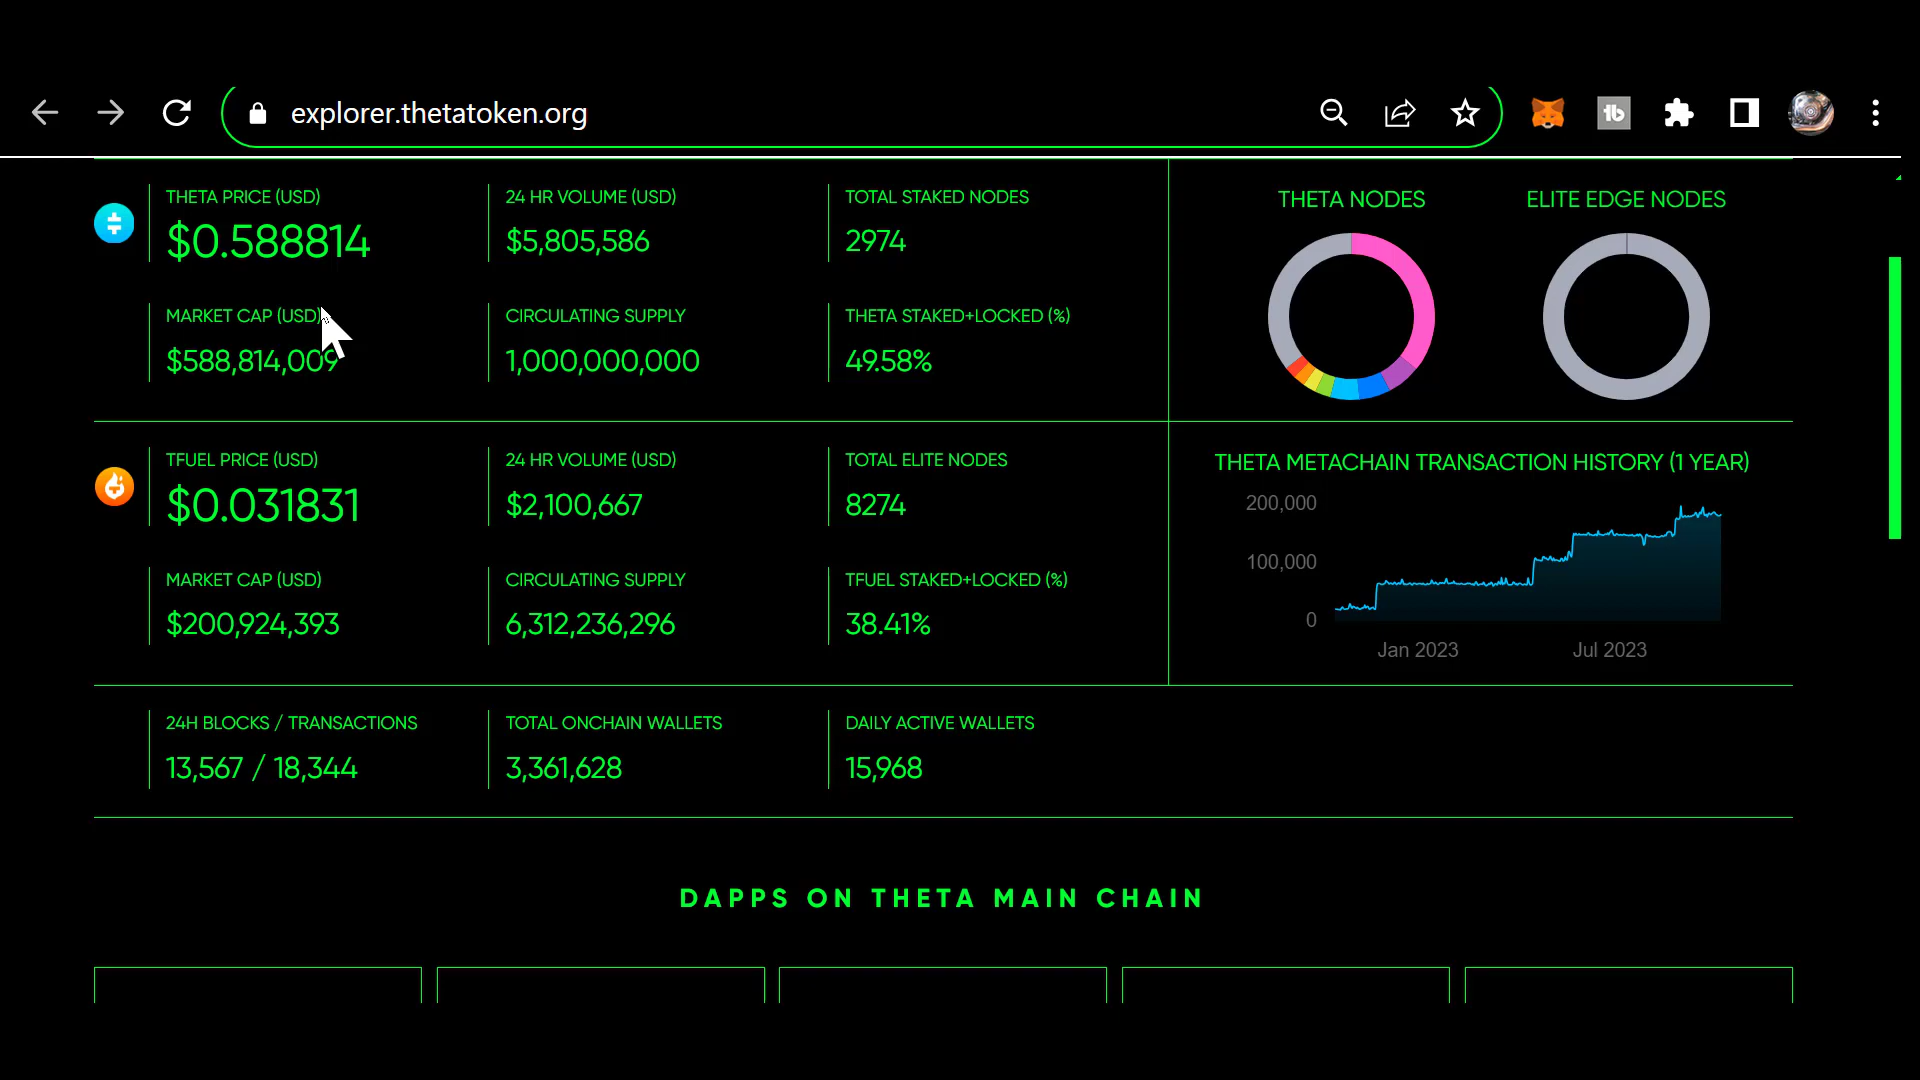 explorer.thetatoken.org
THETA PRICE (USD)
$0.588814
24 HR VOLUME (USD)
$5,805,586
TOTAL STAKED NODES
2974
MARKET CAP (USD)
$588,814,009
CIRCULATING SUPPLY
1,000,000,000
THETA STAKED+LOCKED (%)
49.58%
THETA NODES
ELITE EDGE NODES
TFUEL PRICE (USD)
$0.031831
24 HR VOLUME (USD)
$2,100,667
TOTAL ELITE NODES
8274
MARKET CAP (USD)
$200,924,393
CIRCULATING SUPPLY
6,312,236,296
TFUEL STAKED+LOCKED (%)
38.41%
THETA METACHAIN TRANSACTION HISTORY (1 YEAR)
200,000
100,000
0
Jan 2023
Jul 2023
24H BLOCKS / TRANSACTIONS
13,567 / 18,344
TOTAL ONCHAIN WALLETS
3,361,628
DAILY ACTIVE WALLETS
15,968
DAPPS ON THETA MAIN CHAIN